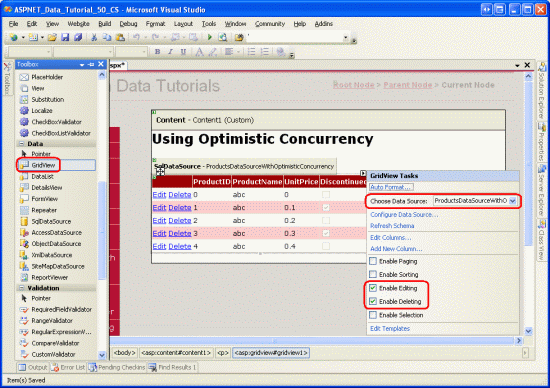 ASPNET_Data_Tutorial_50_CS - Microsoft Visual Studio
File Edit View Website Build Debug Format Layout Tools Window Community Help Addins
Toolbox
Toolbox
PlaceHolder
View
Substitution
Localize
CheckBoxValidator
CheckBoxListValidator
Data
Pointer
GridView
DataList
DetailsView
FormView
Repeater
SqlDataSource
AccessDataSource
ObjectDataSource
XmlDataSource
SiteMapDataSource
ReportViewer
Validation
Pointer
RequiredFieldValidator
RangeValidator
RegularExpressionV...
CompareValidator
CustomValidator
spx*
Data Tutorials
Root Node > Parent Node > Current Node
Content - Content1 (Custom)
Using Optimistic Concurrency
SqlDataSource - ProductsDataSourceWithOptimisticConcurrency
ProductID ProductName UnitPrice Discontinued
Edit Delete 0 abc 0
Edit Delete 1 abc 0.1
Edit Delete 2 abc 0.2
Edit Delete 3 abc 0.3
Edit Delete 4 abc 0.4
GridView Tasks
Auto Format...
Choose Data Source: ProductsDataSourceWithO
Configure Data Source...
Refresh Schema
Edit Columns...
Add New Column...
Enable Paging
Enable Sorting
Enable Editing
Enable Deleting
Enable Selection
Edit Templates
Solution Explorer
Properties
Server Explorer
Class View
<body> <asp:content#content1> <asp:gridview#gridview1>
Output Error List Pending Checkins Find Results 1
Item(s) Saved